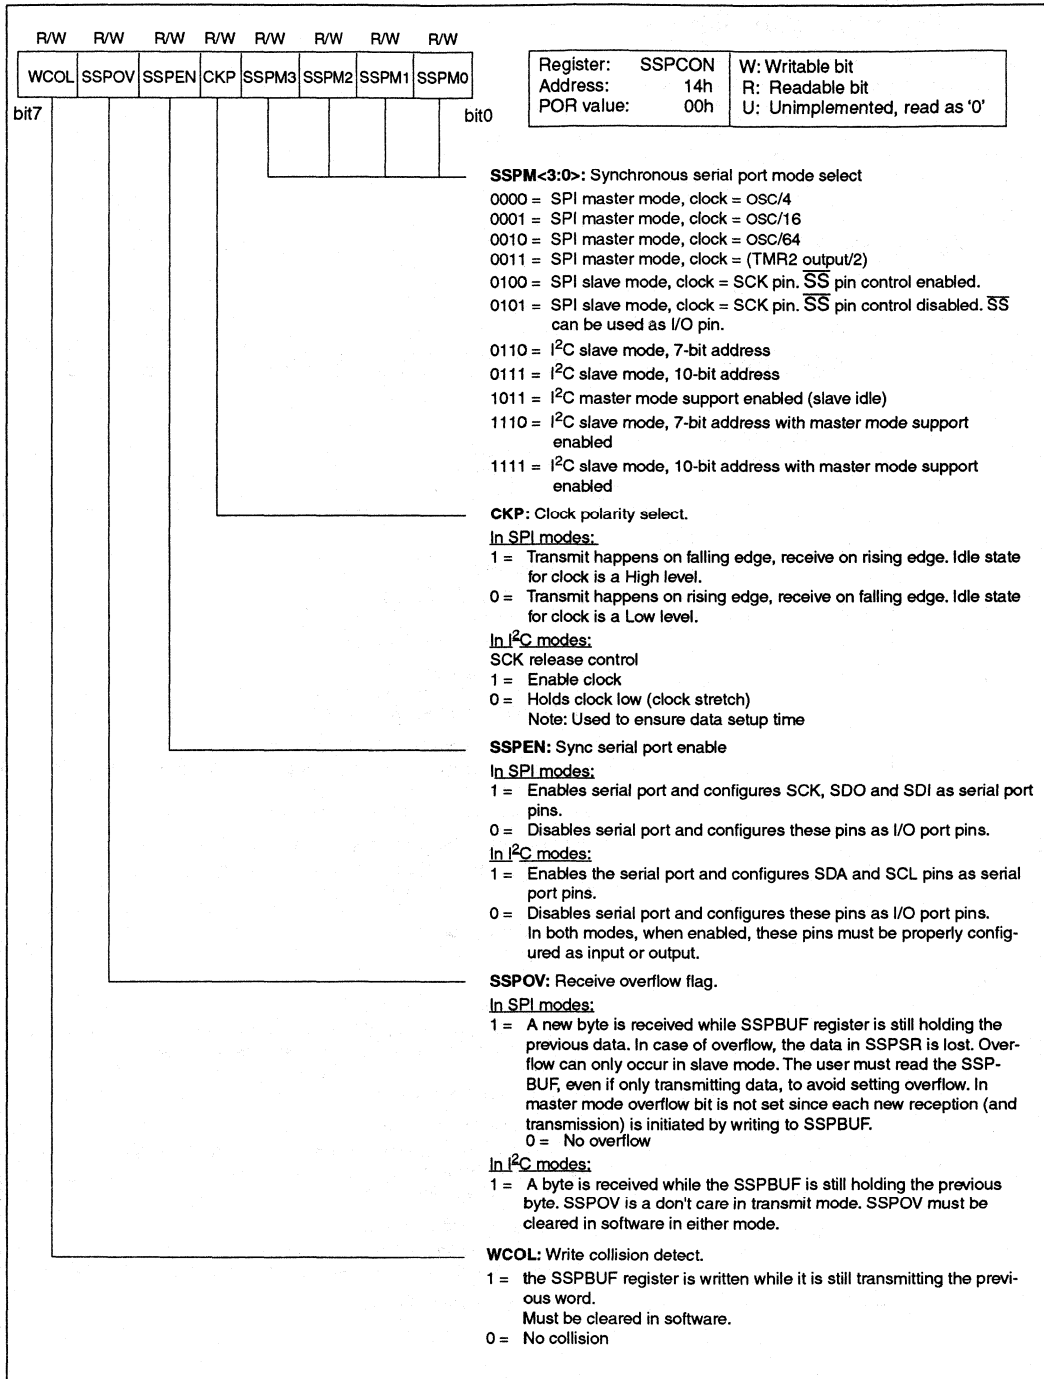 R/W R/W R/W R/W R/W R/W R/W R/W
WCOL SSPOV SSPEN CKP SSPM3 SSPM2 SSPM1 SSPM0
bit7 bit0
Register: SSPCON
Address: 14h
POR value: 00h
W: Writable bit
R: Readable bit
U: Unimplemented, read as '0'
SSPM<3:0>: Synchronous serial port mode select
0000 = SPI master mode, clock = OSC/4
0001 = SPI master mode, clock = OSC/16
0010 = SPI master mode, clock = OSC/64
0011 = SPI master mode, clock = (TMR2 output/2)
0100 = SPI slave mode, clock = SCK pin. S̅S̅ pin control enabled.
0101 = SPI slave mode, clock = SCK pin. S̅S̅ pin control disabled. S̅S̅
can be used as I/O pin.
0110 = I²C slave mode, 7-bit address
0111 = I²C slave mode, 10-bit address
1011 = I²C master mode support enabled (slave idle)
1110 = I²C slave mode, 7-bit address with master mode support
enabled
1111 = I²C slave mode, 10-bit address with master mode support
enabled
CKP: Clock polarity select.
In SPI modes:
1 = Transmit happens on falling edge, receive on rising edge. Idle state
for clock is a High level.
0 = Transmit happens on rising edge, receive on falling edge. Idle state
for clock is a Low level.
In I²C modes:
SCK release control
1 = Enable clock
0 = Holds clock low (clock stretch)
Note: Used to ensure data setup time
SSPEN: Sync serial port enable
In SPI modes:
1 = Enables serial port and configures SCK, SDO and SDI as serial port
pins.
0 = Disables serial port and configures these pins as I/O port pins.
In I²C modes:
1 = Enables the serial port and configures SDA and SCL pins as serial
port pins.
0 = Disables serial port and configures these pins as I/O port pins.
In both modes, when enabled, these pins must be properly config-
ured as input or output.
SSPOV: Receive overflow flag.
In SPI modes:
1 = A new byte is received while SSPBUF register is still holding the
previous data. In case of overflow, the data in SSPSR is lost. Over-
flow can only occur in slave mode. The user must read the SSP-
BUF, even if only transmitting data, to avoid setting overflow. In
master mode overflow bit is not set since each new reception (and
transmission) is initiated by writing to SSPBUF.
0 = No overflow
In I²C modes:
1 = A byte is received while the SSPBUF is still holding the previous
byte. SSPOV is a don't care in transmit mode. SSPOV must be
cleared in software in either mode.
WCOL: Write collision detect.
1 = the SSPBUF register is written while it is still transmitting the previ-
ous word.
Must be cleared in software.
0 = No collision